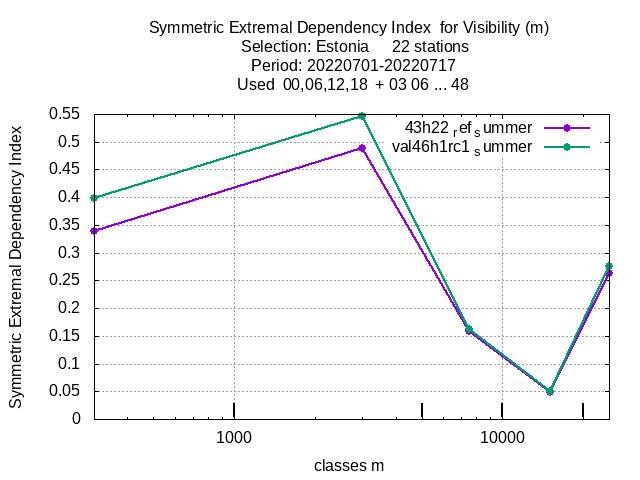 Symmetric Extremal Dependency Index for Visibility (m)
Selection: Estonia 22 stations
Period: 20220701-20220717
Used 00,06,12,18 + 03 06 ... 48
Symmetric Extremal Dependency Index
0.55
0.5
0.45
0.4
0.35
0.3
0.25
0.2
0.15
0.1
0.05
0
43h22_ref_summer
val46h1rc1_summer
1000 10000
classes m